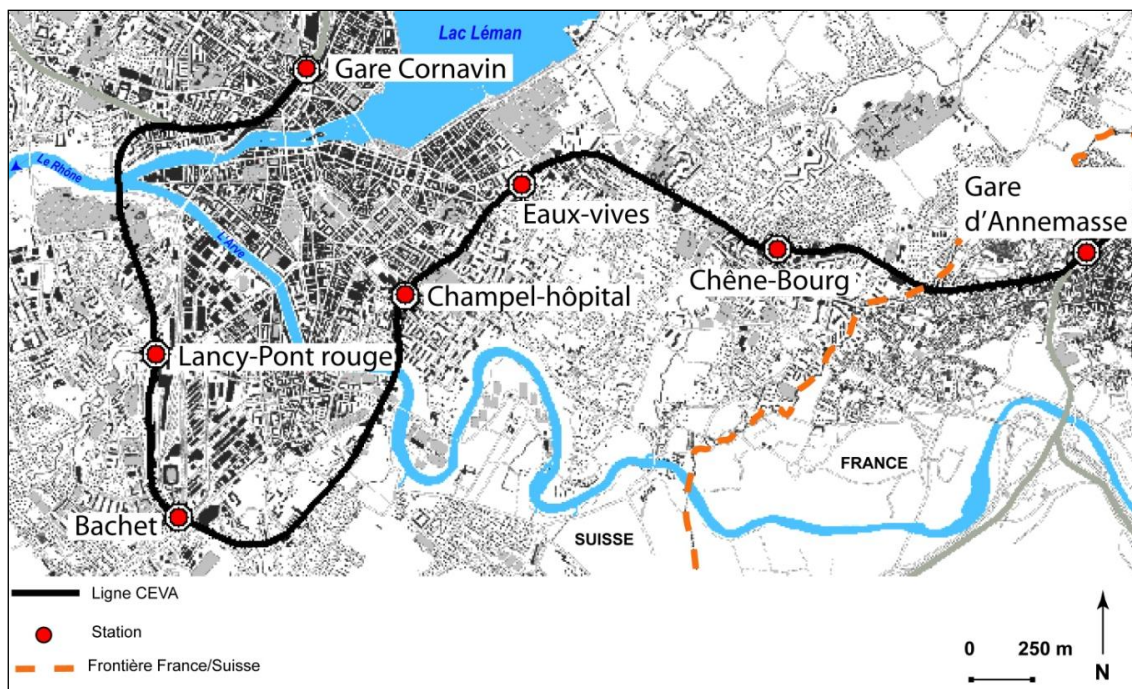 Lac Léman
Gare Cornavin
Le Rhône
Gare
d'Annemasse
Eaux-vives
L'Arve
Chêne-Bourg
Champel-hôpital
Lancy-Pont rouge
FRANCE
Bachet
SUISSE
Ligne CEVA
Station
Frontière France/Suisse
0 250 m
N